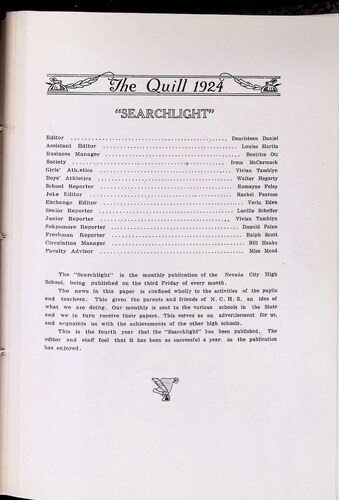 The Quill 1924
"SEARCHLIGHT"
Editor ........ Dearsteen Daniel
Assistant Editor ........ Louisa Martin
Business Manager ........ Beatrice Ott
Society ........ Irma McCormack
Girls' Athletics ........ Vivian Tamblyn
Boys' Athletics ........ Walter Hegarty
School Reporter ........ Romayne Foley
Joke Editor ........ Rachel Penrose
Exchange Editor ........ Verla Eden
Senior Reporter ........ Lucille Scheffer
Junior Reporter ........ Vivian Tamblyn
Sohpomore Reporter ........ Donald Paine
Freshman Reporter ........ Ralph Scott
Circulation Manager ........ Bill Hanks
Faculty Advisor ........ Miss Mead
The "Searchlight" is the monthly publication of the Nevada City High
School, being published on the third Friday of every month.
The news in this paper is confined wholly to the activities of the pupils
and teachers. This gives the parents and friends of N. C. H. S. an idea of
what we are doing. Our monthly is sent to the various schools in the State
and we in turn receive their papers. This serves as an advertisement for us,
and acquaints us with the achievements of the other high schools.
This is the fourth year that the "Searchlight" has been published. The
editor and staff feel that it has been as successful a year, as the publication
has enjoyed.